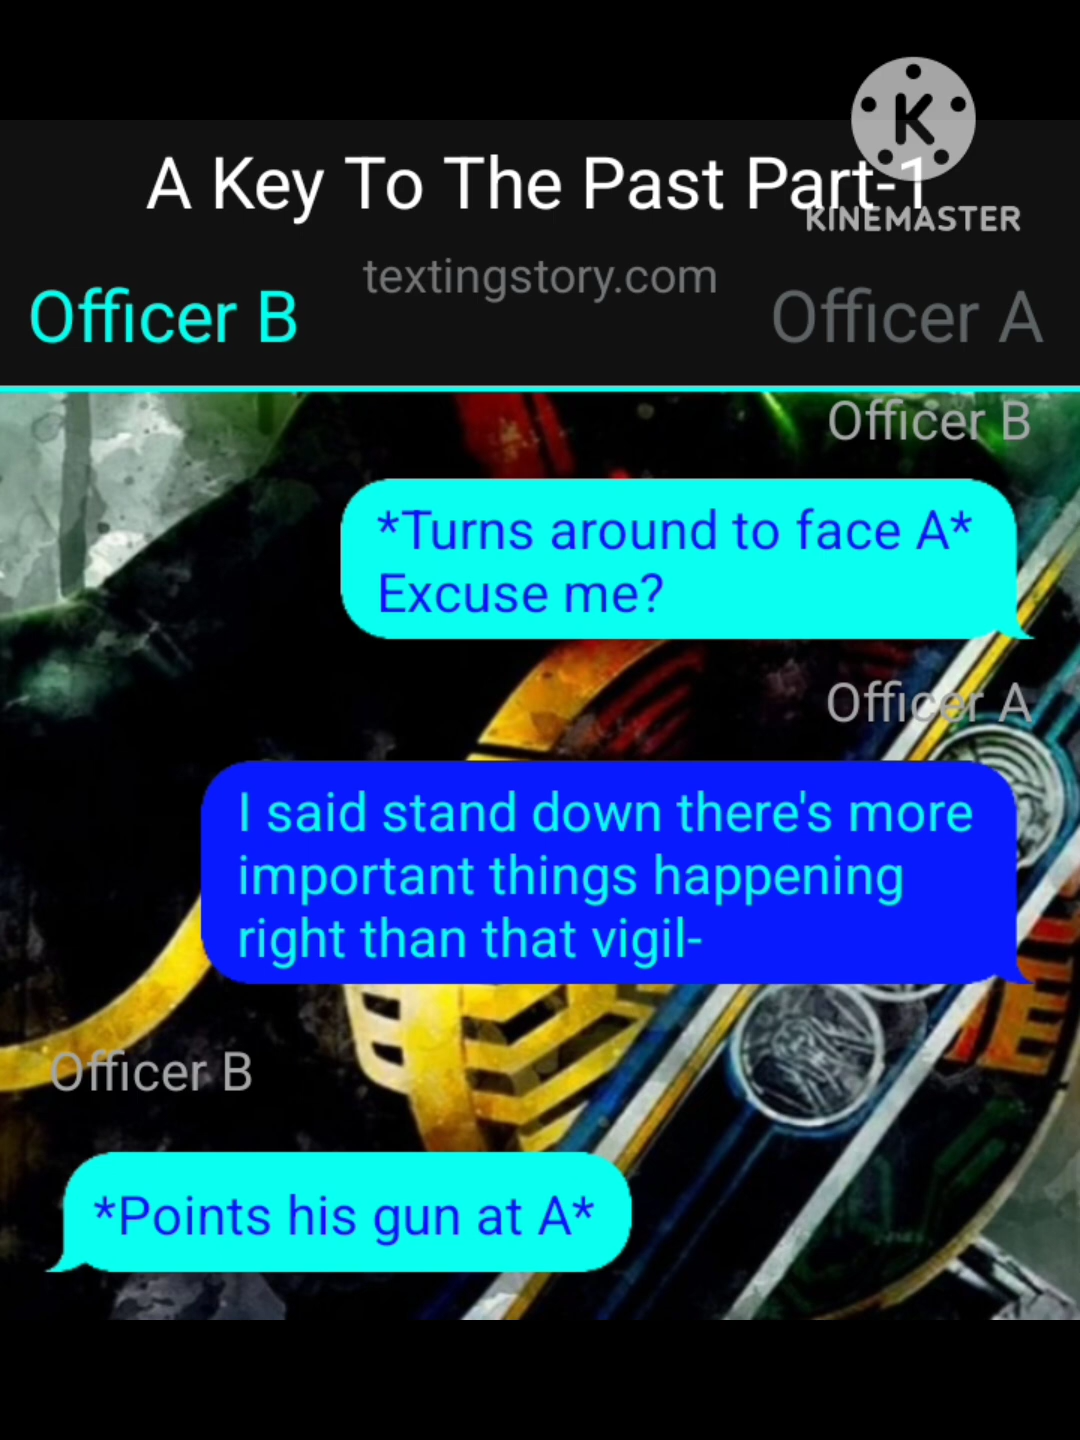 K
A Key To The Past Part-1
KINEMASTER
textingstory.com
Officer B
Officer A
Officer B
*Turns around to face A*
Excuse me?
Officer A
I said stand down there's more
important things happening
right than that vigil-
Officer B
*Points his gun at A*